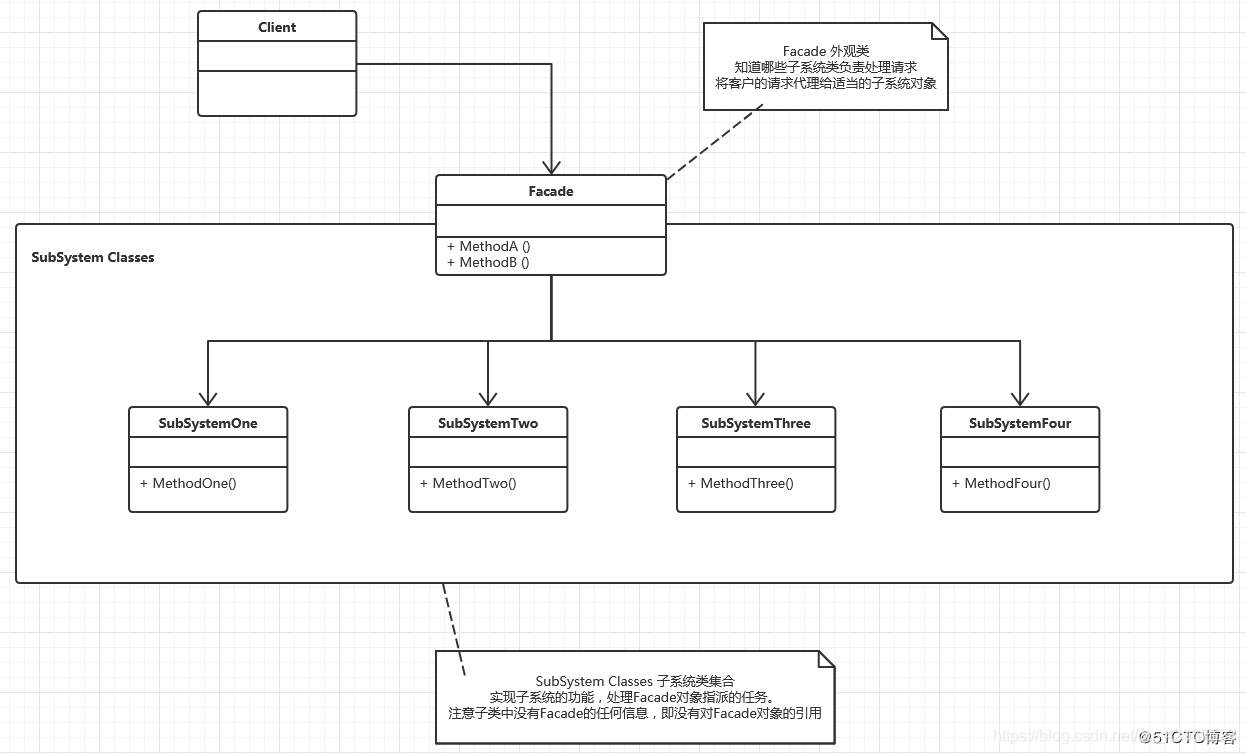 Client
Facade 外观类
知道哪些子系统类负责处理请求
将客户的请求代理给适当的子系统对象
Facade
+ MethodA ()
+ MethodB ()
SubSystem Classes
SubSystemOne
+ MethodOne()
SubSystemTwo
+ MethodTwo()
SubSystemThree
+ MethodThree()
SubSystemFour
+ MethodFour()
SubSystem Classes 子系统类集合
实现子系统的功能，处理Facade对象指派的任务。
注意子类中没有Facade的任何信息，即没有对Facade对象的引用
https://blog.csdn.net/
@51CTO博客